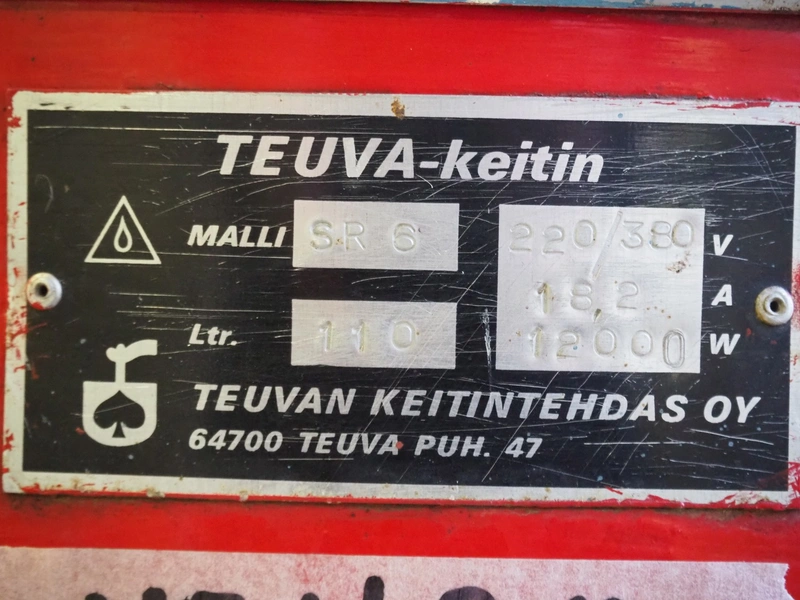 TEUVA-keitin
MALLI SR 6 220/380 V
18,2 A
Ltr. 110 12000 W
TEUVAN KEITINTEHDAS OY
64700 TEUVA PUH. 47